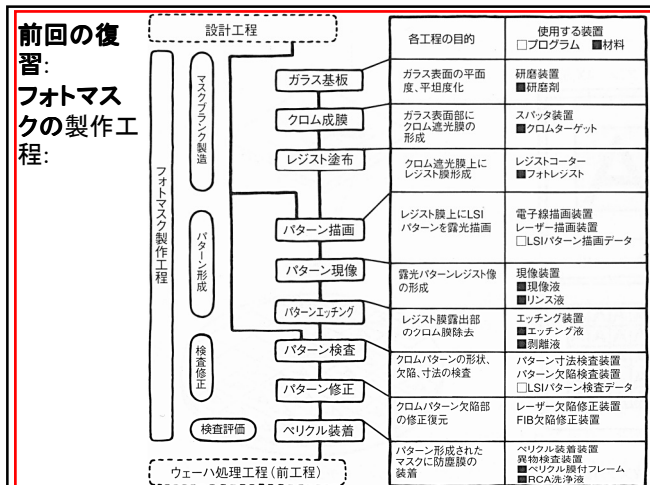 前回の復
習:
フォトマス
クの製作工
程:
設計工程
フォトマスク製作工程
マスクブランク製造
パターン形成
検査修正
検査評価
ガラス基板
クロム成膜
レジスト塗布
パターン描画
パターン現像
パターンエッチング
パターン検査
パターン修正
ペリクル装着
ウェーハ処理工程(前工程)
各工程の目的
使用する装置
□プログラム ■材料
ガラス表面の平面
度、平坦度化
研磨装置
■研磨剤
ガラス表面部に
クロム遮光膜の
形成
スパッタ装置
■クロムターゲット
クロム遮光膜上に
レジスト膜形成
レジストコーター
■フォトレジスト
レジスト膜上にLSI
パターンを露光描画
電子線描画装置
レーザー描画装置
□LSIパターン描画データ
露光パターンレジスト像
の形成
現像装置
■現像液
■リンス液
レジスト膜露出部
のクロム膜除去
エッチング装置
■エッチング液
■剥離液
クロムパターンの形状、
欠陥、寸法の検査
パターン寸法検査装置
パターン欠陥検査装置
□LSIパターン検査データ
クロムパターン欠陥部
の修正復元
レーザー欠陥修正装置
FIB欠陥修正装置
パターン形成された
マスクに防塵膜の
装着
ペリクル装着装置
異物検査装置
■ペリクル膜付フレーム
■RCA洗浄液